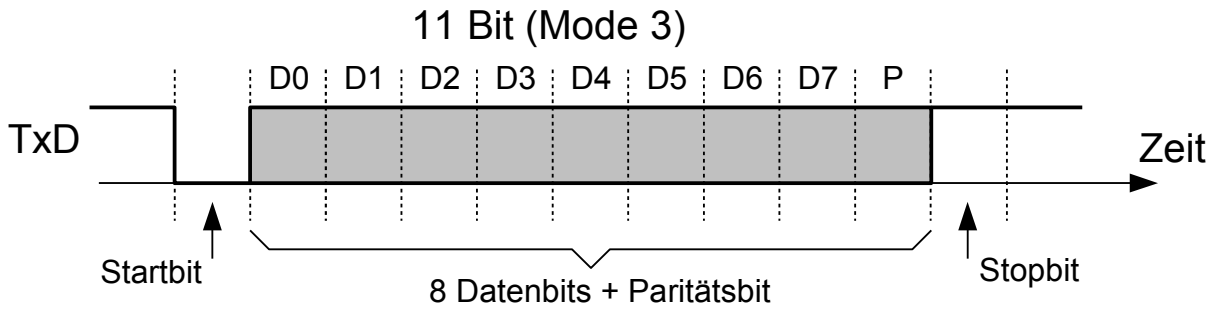 11 Bit (Mode 3)
D0 D1 D2 D3 D4 D5 D6 D7 P
TxD
Zeit
Startbit
8 Datenbits + Paritätsbit
Stopbit